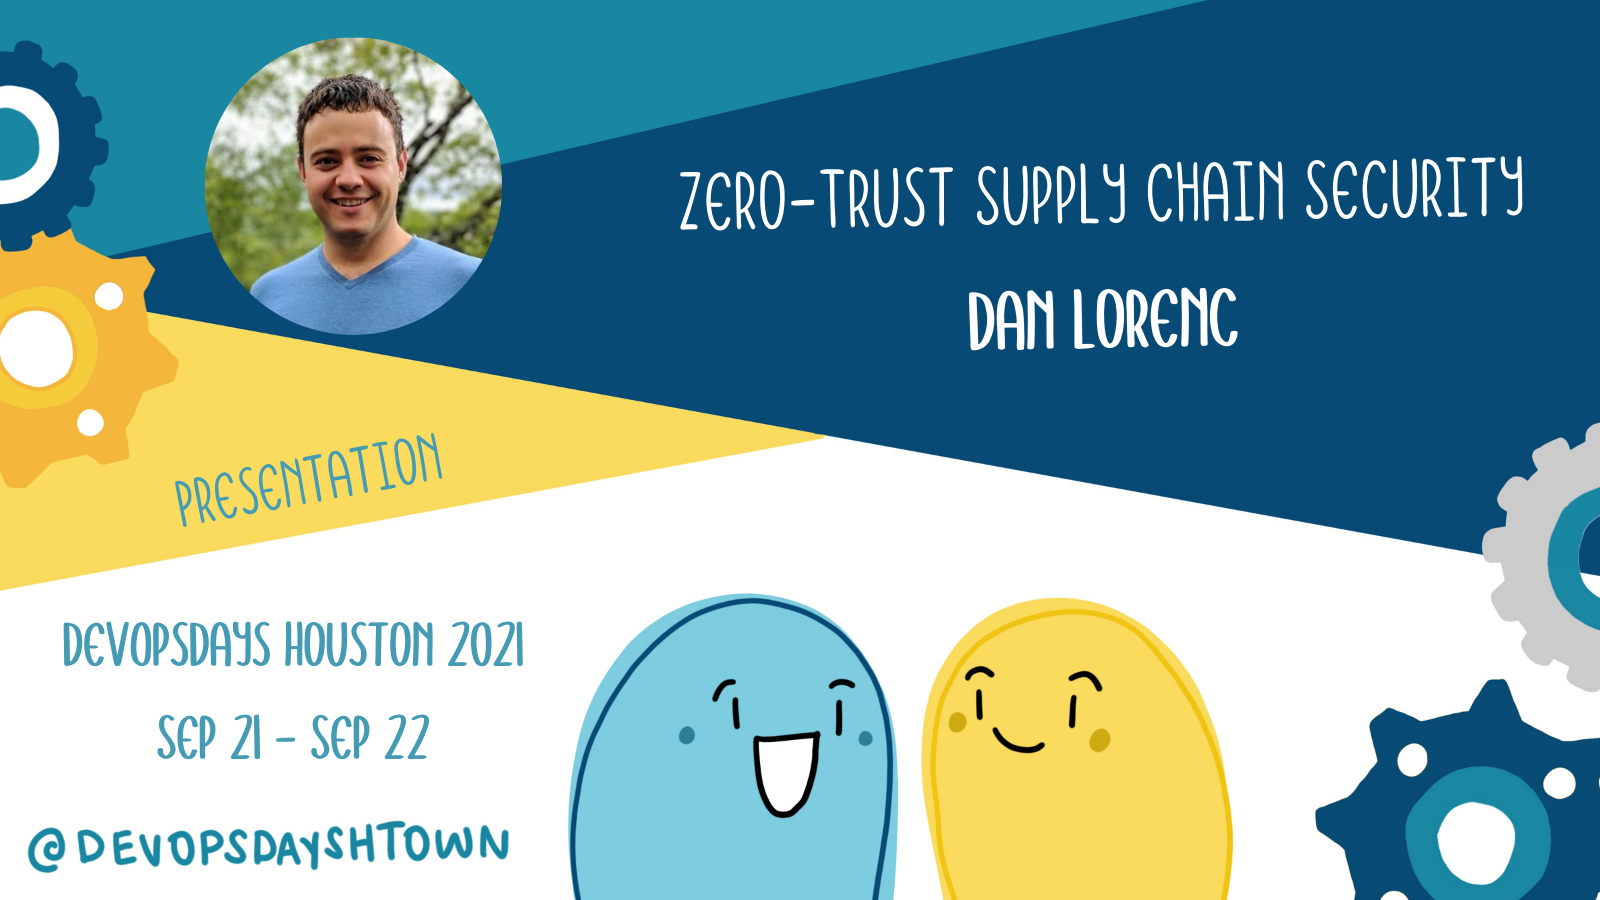 ZERO-TRUST SUPPLY CHAIN SECURITY
DAN LORENC
PRESENTATION
DEVOPSDAYS HOUSTON 2021
SEP 21 - SEP 22
@DEVOPSDAYSHTOWN